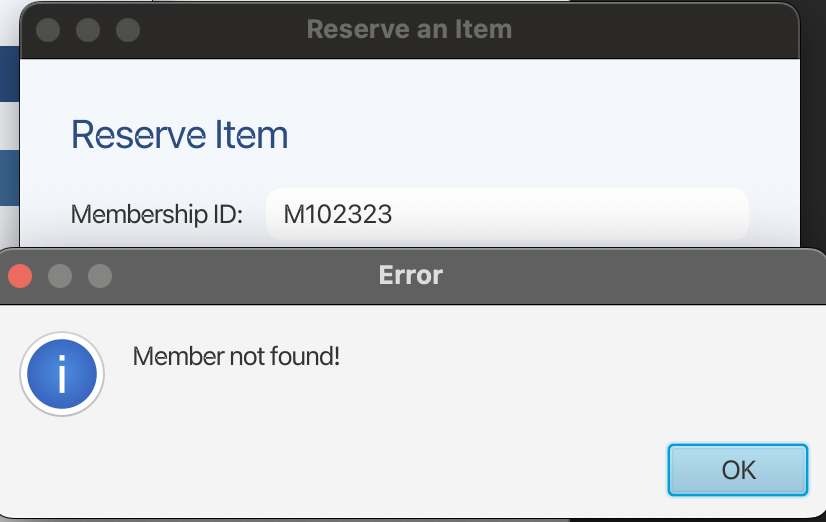 Reserve an Item
Reserve Item
Membership ID: M102323
Error
i
Member not found!
OK